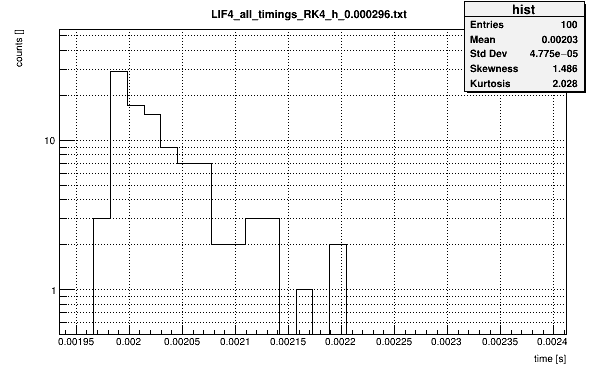 LIF4_all_timings_RK4_h_0.000296.txt
hist
Entries 100
Mean 0.00203
Std Dev 4.775e−05
Skewness 1.486
Kurtosis 2.028
counts []
10
1
0.00195 0.002 0.00205 0.0021 0.00215 0.0022 0.00225 0.0023 0.00235 0.0024
time [s]